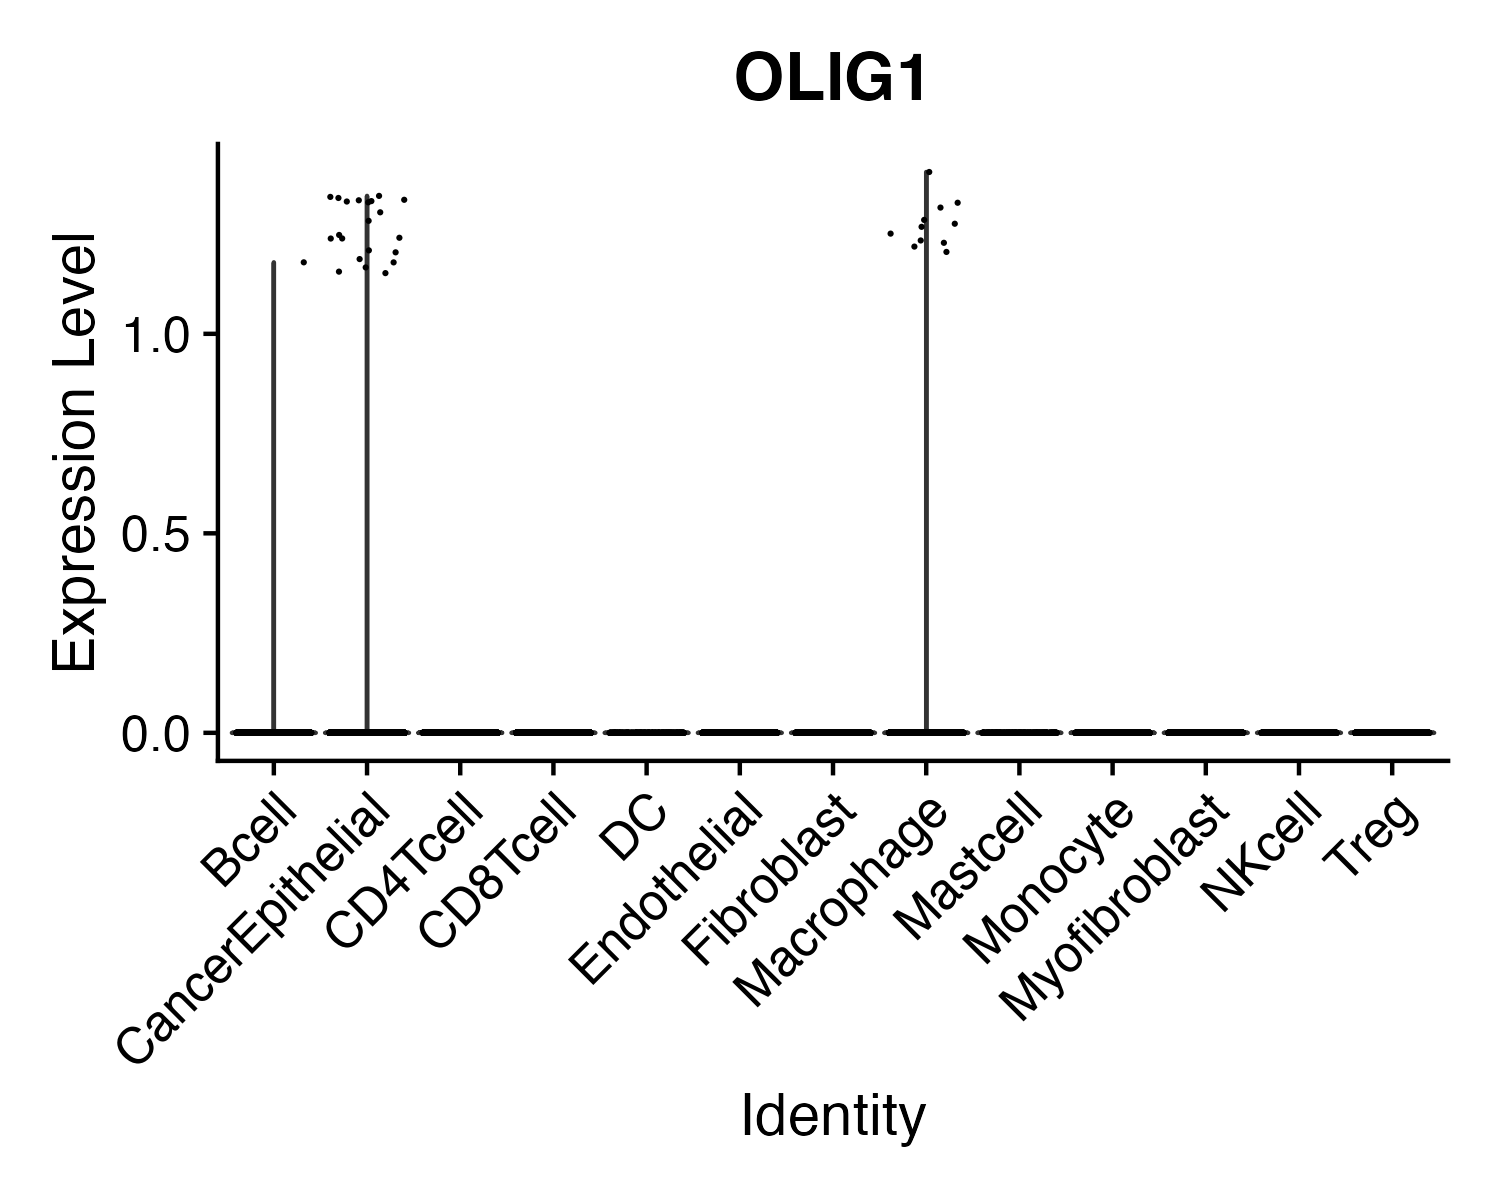 OLIG1
Expression Level
1.0
0.5
0.0
Bcell
CancerEpithelial
CD4Tcell
CD8Tcell
DC
Endothelial
Fibroblast
Macrophage
Mastcell
Monocyte
Myofibroblast
NKcell
Treg
Identity